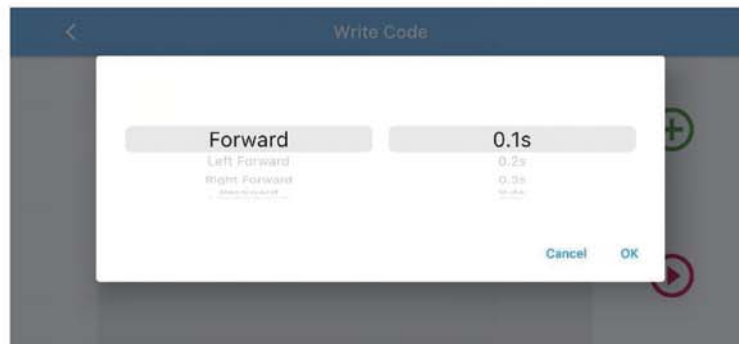 Write Code
Forward 0.1s
Left Forward 0.2s
Right Forward 0.3s
Cancel OK